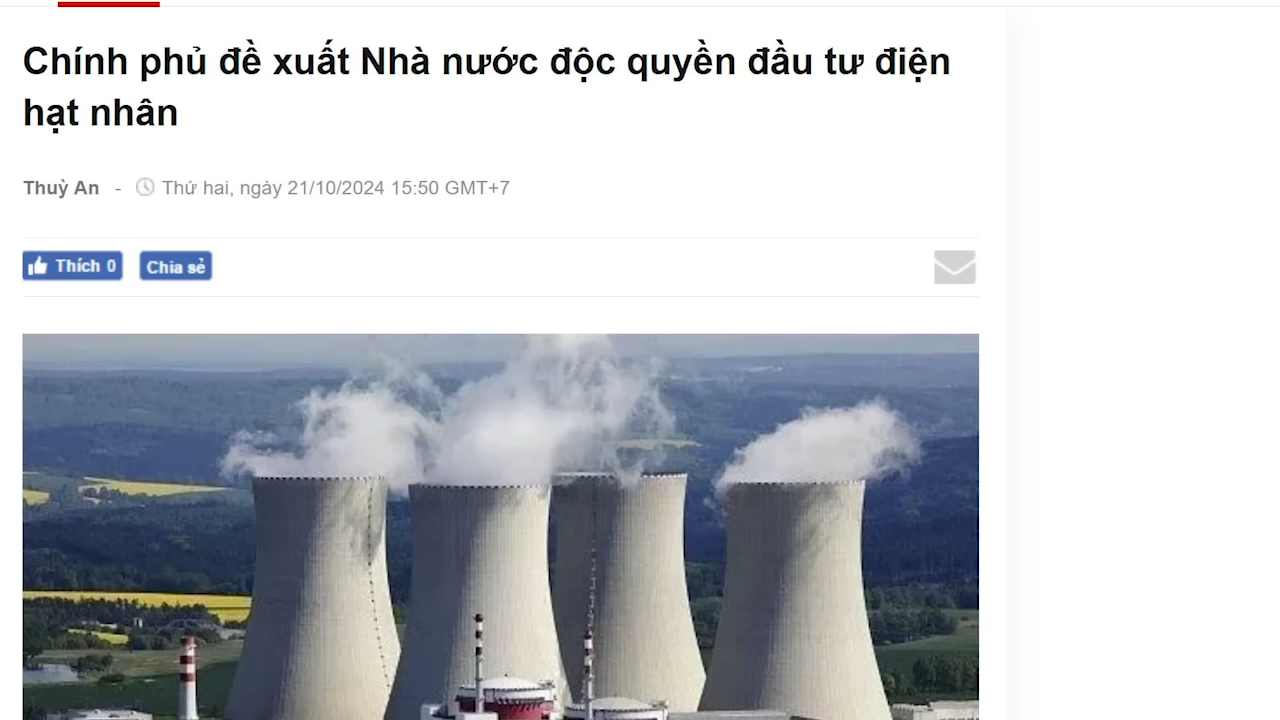 Chính phủ đề xuất Nhà nước độc quyền đầu tư điện
hạt nhân
Thuỳ An - Thứ hai, ngày 21/10/2024 15:50 GMT+7
Thích 0 Chia sẻ